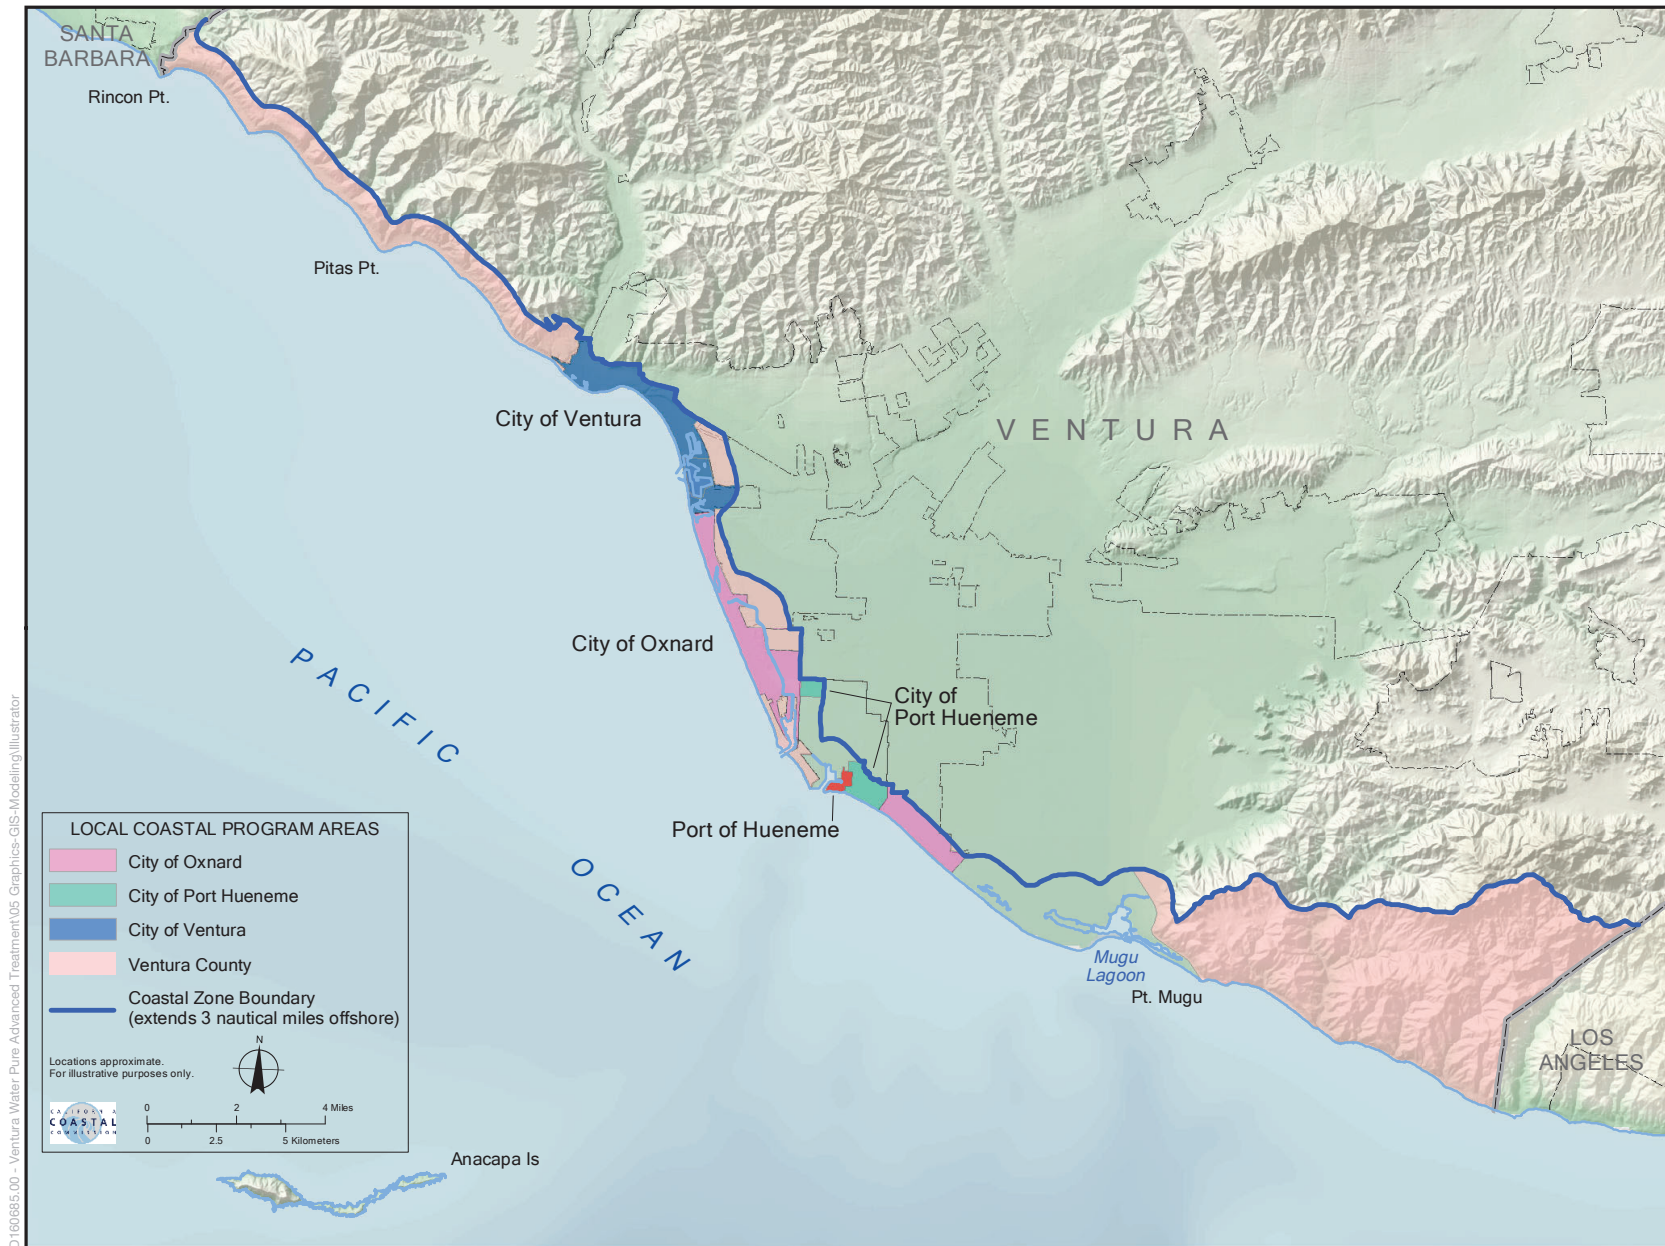 SANTA
BARBARA
Rincon Pt.
Pitas Pt.
City of Ventura
VENTURA
City of Oxnard
City of
Port Hueneme
PACIFIC
OCEAN
Port of Hueneme
Mugu
Lagoon
Pt. Mugu
LOS
ANGELES
LOCAL COASTAL PROGRAM AREAS
City of Oxnard
City of Port Hueneme
City of Ventura
Ventura County
Coastal Zone Boundary
(extends 3 nautical miles offshore)
Locations approximate.
For illustrative purposes only.
N
CALIFORNIA
COASTAL
COMMISSION
0 2 4 Miles
0 2.5 5 Kilometers
Anacapa Is
D160685.00 - Ventura Water Pure Advanced Treatment\05 Graphics-GIS-Modeling\Illustrator